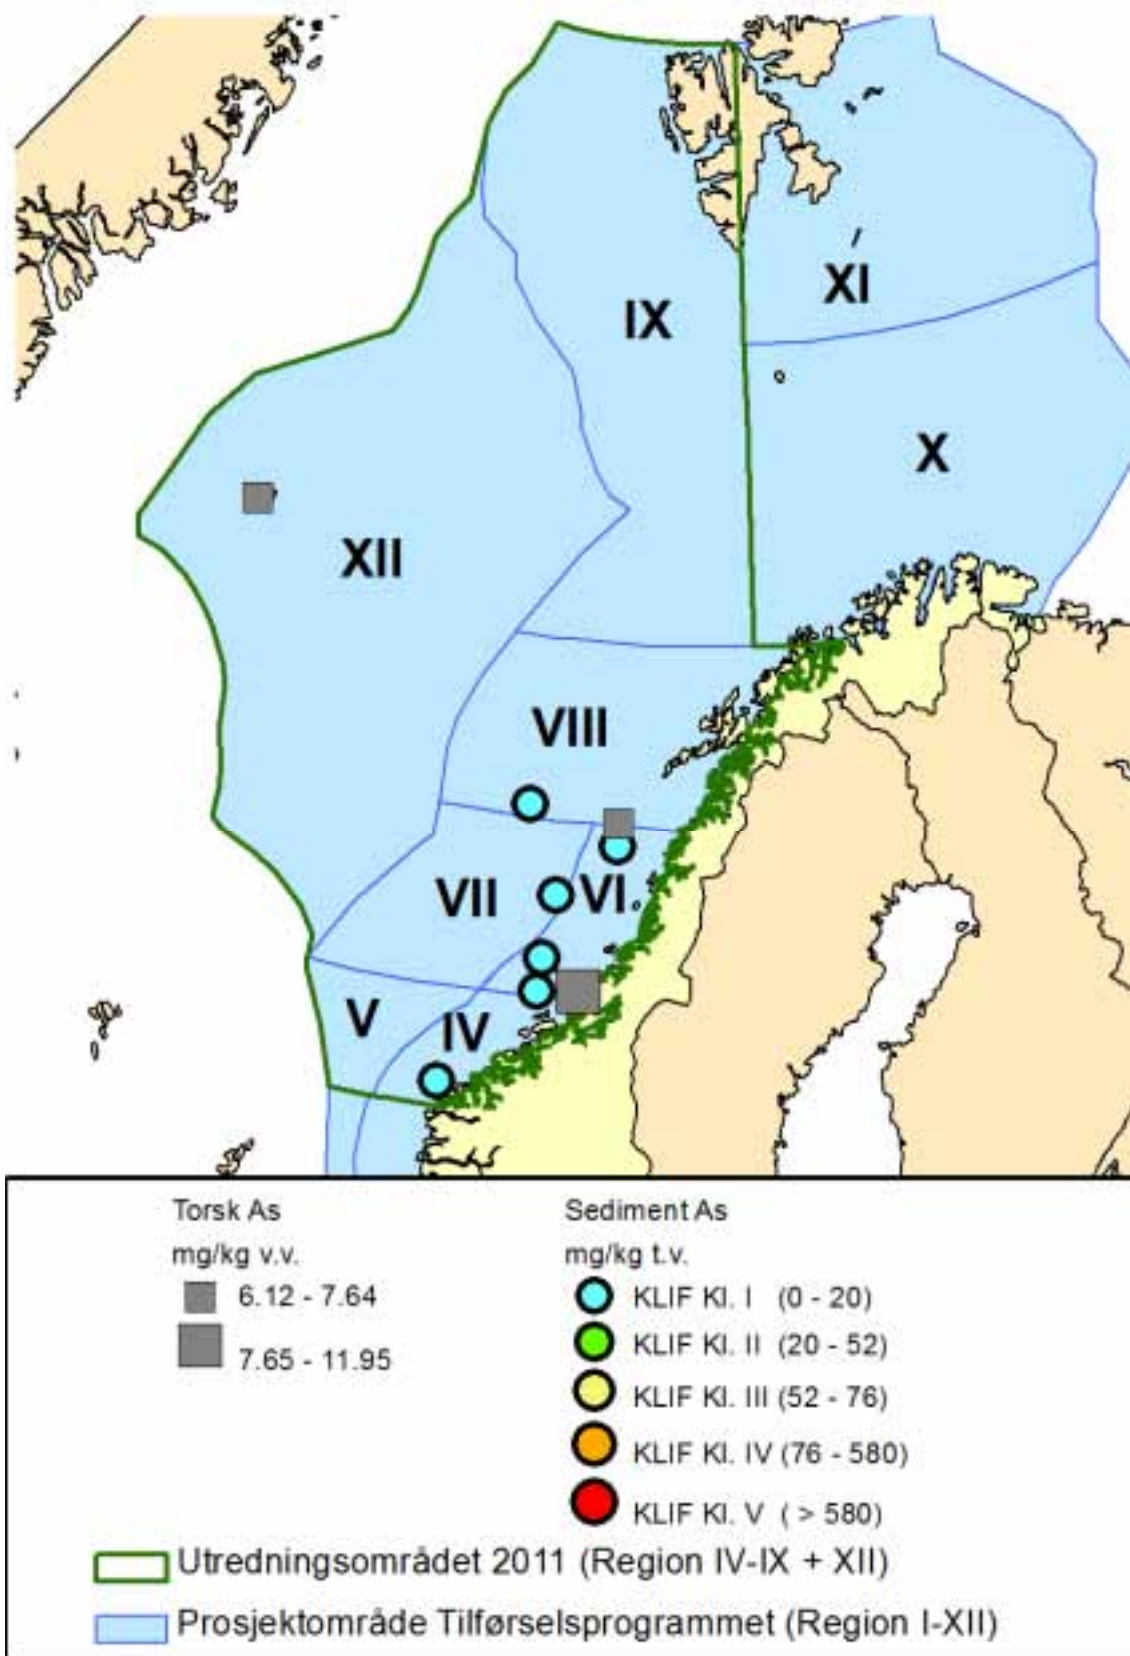 IX
XI
X
XII
VIII
VII
VI
V
IV
Torsk As
mg/kg v.v.
6.12 - 7.64
7.65 - 11.95
Sediment As
mg/kg t.v.
KLIF Kl. I (0 - 20)
KLIF Kl. II (20 - 52)
KLIF Kl. III (52 - 76)
KLIF Kl. IV (76 - 580)
KLIF Kl. V ( > 580)
Utredningsområdet 2011 (Region IV-IX + XII)
Prosjektområde Tilførselsprogrammet (Region I-XII)